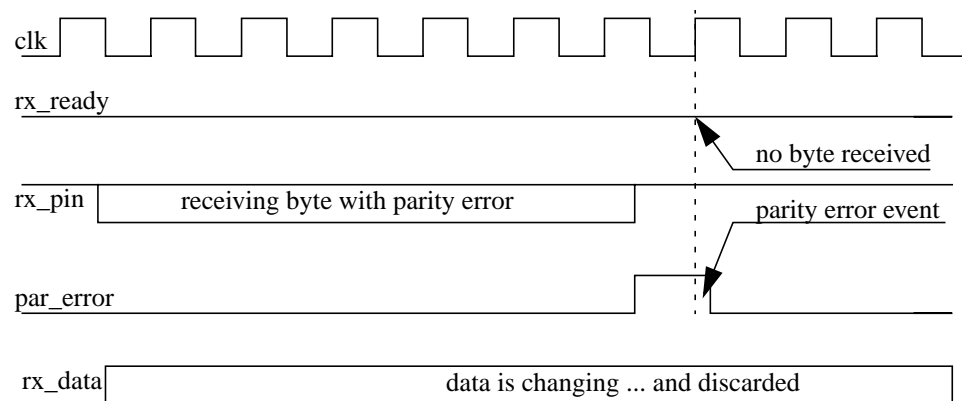 clk
rx_ready
no byte received
rx_pin
receiving byte with parity error
parity error event
par_error
rx_data
data is changing ... and discarded